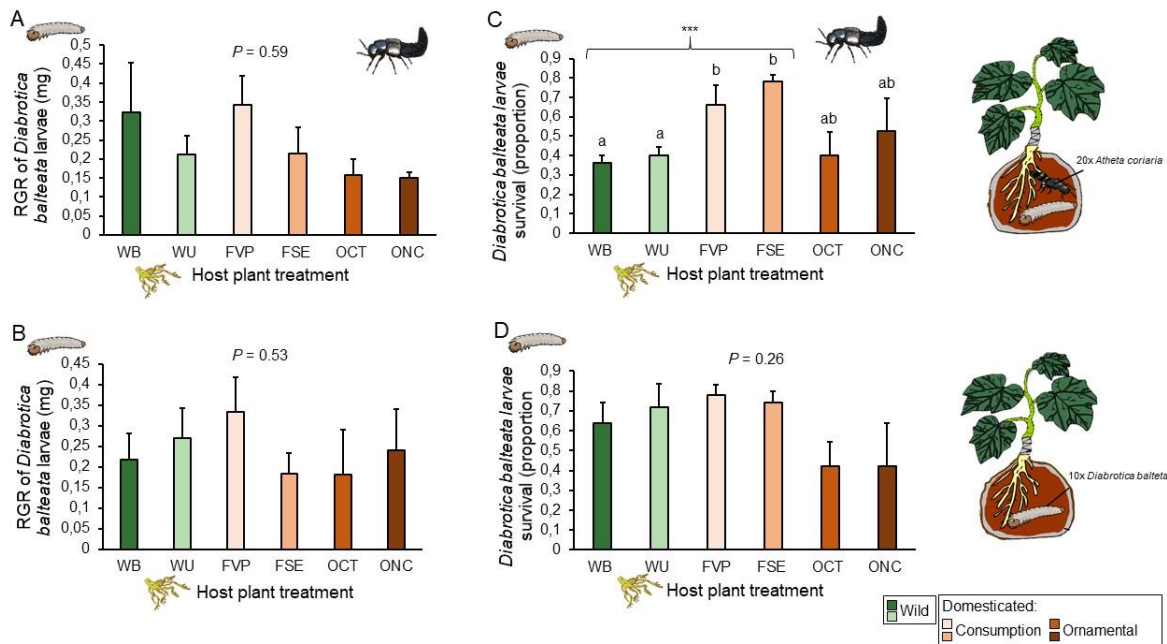 A
RGR of Diabrotica
balteata larvae (mg)
0,5
0,45
0,4
0,35
0,3
0,25
0,2
0,15
0,1
0,05
0
P = 0.59
WB WU FVP FSE OCT ONC
Host plant treatment
C
Diabrotica balteata larvae
survival (proportion)
0,9
0,8
0,7
0,6
0,5
0,4
0,3
0,2
0,1
0
***
a a b b ab ab
WB WU FVP FSE OCT ONC
Host plant treatment
20x Atheta coriaria
B
RGR of Diabrotica
balteata larvae (mg)
0,45
0,4
0,35
0,3
0,25
0,2
0,15
0,1
0,05
0
P = 0.53
WB WU FVP FSE OCT ONC
Host plant treatment
D
Diabrotica balteata larvae
survival (proportion
0,9
0,8
0,7
0,6
0,5
0,4
0,3
0,2
0,1
0
P = 0.26
WB WU FVP FSE OCT ONC
Host plant treatment
10x Diabrotica balteta
Wild
Domesticated:
Consumption Ornamental